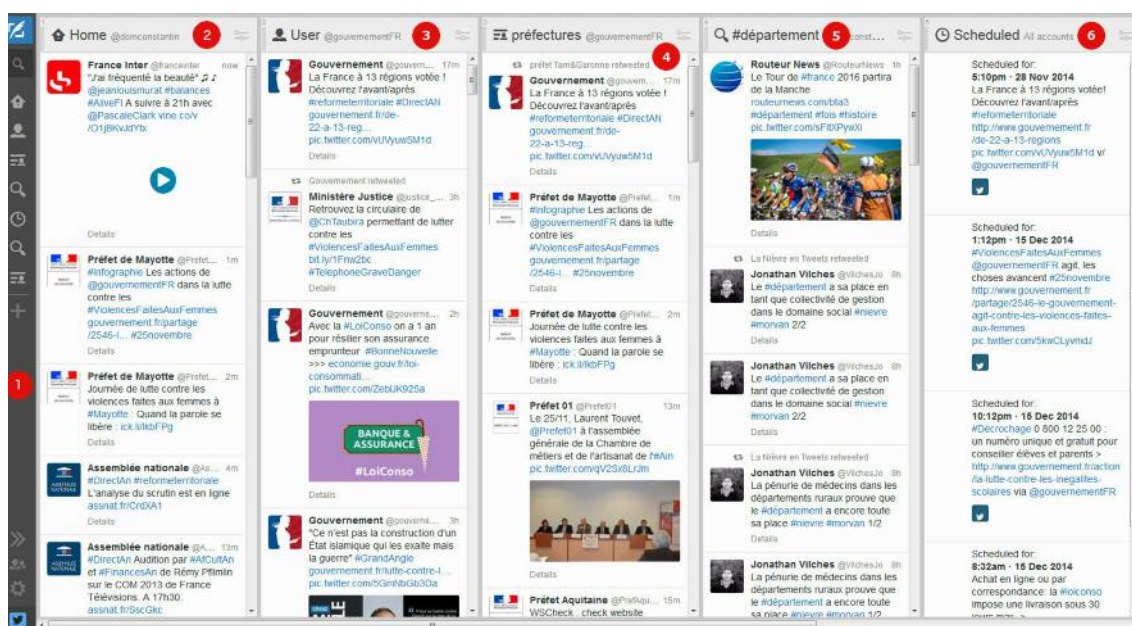 1
Home @domconstantin 2
France Inter @franceinter now
"J'ai fréquenté la beauté" ♫ ♪
@jeanlouismurat #balances
#AliveFI A suivre à 21h avec
@PascaleClark vine.co/v
/O1jBKvJdYtx
Details
Préfet de Mayotte @Prefet... 1m
#Infographie Les actions de
@gouvernementFR dans la lutte
contre les
#ViolencesFaitesAuxFemmes
gouvernement.fr/partage
/2546-l... #25novembre
Details
Préfet de Mayotte @Prefet... 2m
Journée de lutte contre les
violences faites aux femmes à
#Mayotte : Quand la parole se
libère : ick.li/lkbFPg
Details
Assemblée nationale @As... 4m
#DirectAn #reformeterritoriale
L'analyse du scrutin est en ligne
assnat.fr/CrdXA1
Details
Assemblée nationale @A... 13m
#DirectAn Audition par #AfCultAn
et #FinancesAn de Rémy Pflimlin
sur le COM 2013 de France
Télévisions. A 17h30.
assnat.fr/SscGkc
2
User @gouvernementFR 3
Gouvernement @gouvern... 17m
La France à 13 régions votée !
Découvrez l'avant/après
#reformeterritoriale #DirectAN
gouvernement.fr/de-
22-a-13-reg...
pic.twitter.com/vUVyuw5M1d
Details
Gouvernement retweeted
Ministère Justice @justice_... 3h
Retrouvez la circulaire de
@ChTaubira permettant de lutter
contre les
#ViolencesFaitesAuxFemmes
bit.ly/1Fnw2bc
#TelephoneGraveDanger
Details
Gouvernement @gouverne... 2h
Avec la #LoiConso on a 1 an
pour résilier son assurance
emprunteur #BonneNouvelle
>>> economie.gouv.fr/loi-
consommati...
pic.twitter.com/ZebIJK925a
BANQUE &
ASSURANCE
#LoiConso
Details
Gouvernement @gouverne... 3h
"Ce n'est pas la construction d'un
État islamique qui les exalte mais
la guerre" #GrandAngle
gouvernement.fr/lutte-contre-l...
pic.twitter.com/5GmNbGb3Da
3
préfectures @gouvernementFR
4
préfet Tarn&Garonne retweeted
Gouvernement @gouvern... 17m
La France à 13 régions votée !
Découvrez l'avant/après
#reformeterritoriale #DirectAN
gouvernement.fr/de-
22-a-13-reg...
pic.twitter.com/vUVyuw5M1d
Details
Préfet de Mayotte @Prefet... 1m
#Infographie Les actions de
@gouvernementFR dans la lutte
contre les
#ViolencesFaitesAuxFemmes
gouvernement.fr/partage
/2546-l... #25novembre
Details
Préfet de Mayotte @Prefet... 2m
Journée de lutte contre les
violences faites aux femmes à
#Mayotte : Quand la parole se
libère : ick.li/lkbFPg
Details
Préfet 01 @Prefet01 13m
Le 25/11, Laurent Touvet,
@Prefet01 à l'assemblée
générale de la Chambre de
métiers et de l'artisanat de l'#Ain
pic.twitter.com/qV2Sx8LrJm
Details
Préfet Aquitaine @PrefAqu... 15m
WSCheck : check website
4
#département 5
Routeur News @RouteurNews 1h
Le Tour de #france 2016 partira
de la Manche
routeurnews.com/bta3
#département #fois #histoire
pic.twitter.com/sFitXPywXl
Details
La Nièvre en Tweets retweeted
Jonathan Vilches @VilchesJo 8h
Le #département a sa place en
tant que collectivité de gestion
dans le domaine social #nievre
#morvan 2/2
Details
Jonathan Vilches @VilchesJo 8h
Le #département a sa place en
tant que collectivité de gestion
dans le domaine social #nievre
#morvan 2/2
Details
La Nièvre en Tweets retweeted
Jonathan Vilches @VilchesJo 8h
La pénurie de médecins dans les
départements ruraux prouve que
le #département a encore toute
sa place #nievre #morvan 1/2
Details
Jonathan Vilches @VilchesJo 8h
La pénurie de médecins dans les
départements ruraux prouve que
le #département a encore toute
sa place #nievre #morvan 1/2
5
Scheduled All accounts 6
Scheduled for:
5:10pm · 28 Nov 2014
La France à 13 régions votée!
Découvrez l'avant/après
#reformeterritoriale
http://www.gouvernement.fr
/de-22-a-13-regions
pic.twitter.com/vUVyuw5M1d v/
@gouvernementFR
Scheduled for:
1:12pm · 15 Dec 2014
#ViolencesFaitesAuxFemmes
@gouvernementFR agit, les
choses avancent #25novembre
http://www.gouvernement.fr
/partage/2546-le-gouvernement-
agit-contre-les-violences-faites-
aux-femmes
pic.twitter.com/5kwCLyvmdJ
Scheduled for:
10:12pm · 15 Dec 2014
#Décrochage 0 800 12 25 00 :
un numéro unique et gratuit pour
conseiller élèves et parents >
http://www.gouvernement.fr/action
/la-lutte-contre-les-inegalites-
scolaires via @gouvernementFR
Scheduled for:
8:32am · 15 Dec 2014
Achat en ligne ou par
correspondance: la #loiconso
impose une livraison sous 30
1